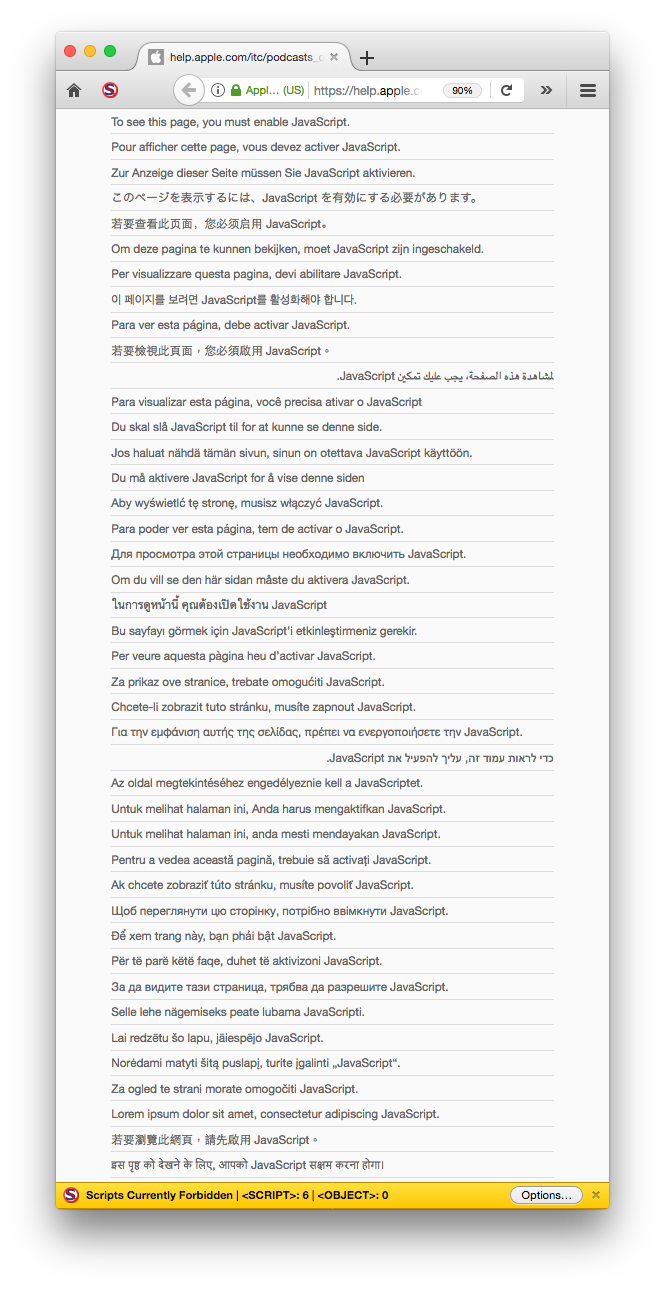 help.apple.com/itc/podcasts_c
Appl… (US)
https://help.apple.c
90%
To see this page, you must enable JavaScript.
Pour afficher cette page, vous devez activer JavaScript.
Zur Anzeige dieser Seite müssen Sie JavaScript aktivieren.
このページを表示するには、JavaScript を有効にする必要があります。
若要查看此页面，您必须启用 JavaScript。
Om deze pagina te kunnen bekijken, moet JavaScript zijn ingeschakeld.
Per visualizzare questa pagina, devi abilitare JavaScript.
이 페이지를 보려면 JavaScript를 활성화해야 합니다.
Para ver esta página, debe activar JavaScript.
若要檢視此頁面，您必須啟用 JavaScript。
لمشاهدة هذه الصفحة، يجب عليك تمكين JavaScript.
Para visualizar esta página, você precisa ativar o JavaScript
Du skal slå JavaScript til for at kunne se denne side.
Jos haluat nähdä tämän sivun, sinun on otettava JavaScript käyttöön.
Du må aktivere JavaScript for å vise denne siden
Aby wyświetlić tę stronę, musisz włączyć JavaScript.
Para poder ver esta página, tem de activar o JavaScript.
Для просмотра этой страницы необходимо включить JavaScript.
Om du vill se den här sidan måste du aktivera JavaScript.
ในการดูหน้านี้ คุณต้องเปิดใช้งาน JavaScript
Bu sayfayı görmek için JavaScript’i etkinleştirmeniz gerekir.
Per veure aquesta pàgina heu d’activar JavaScript.
Za prikaz ove stranice, trebate omogućiti JavaScript.
Chcete-li zobrazit tuto stránku, musíte zapnout JavaScript.
Για την εμφάνιση αυτής της σελίδας, πρέπει να ενεργοποιήσετε την JavaScript.
כדי לראות עמוד זה, עליך להפעיל את JavaScript.
Az oldal megtekintéséhez engedélyeznie kell a JavaScriptet.
Untuk melihat halaman ini, Anda harus mengaktifkan JavaScript.
Untuk melihat halaman ini, anda mesti mendayakan JavaScript.
Pentru a vedea această pagină, trebuie să activați JavaScript.
Ak chcete zobraziť túto stránku, musíte povoliť JavaScript.
Щоб переглянути цю сторінку, потрібно ввімкнути JavaScript.
Để xem trang này, bạn phải bật JavaScript.
Për të parë këtë faqe, duhet të aktivizoni JavaScript.
За да видите тази страница, трябва да разрешите JavaScript.
Selle lehe nägemiseks peate lubama JavaScripti.
Lai redzētu šo lapu, jāiespējo JavaScript.
Norėdami matyti šitą puslapį, turite įgalinti „JavaScript“.
Za ogled te strani morate omogočiti JavaScript.
Lorem ipsum dolor sit amet, consectetur adipiscing JavaScript.
若要瀏覽此網頁，請先啟用 JavaScript。
इस पृष्ठ को देखने के लिए, आपको JavaScript सक्षम करना होगा।
Scripts Currently Forbidden | <SCRIPT>: 6 | <OBJECT>: 0
Options…